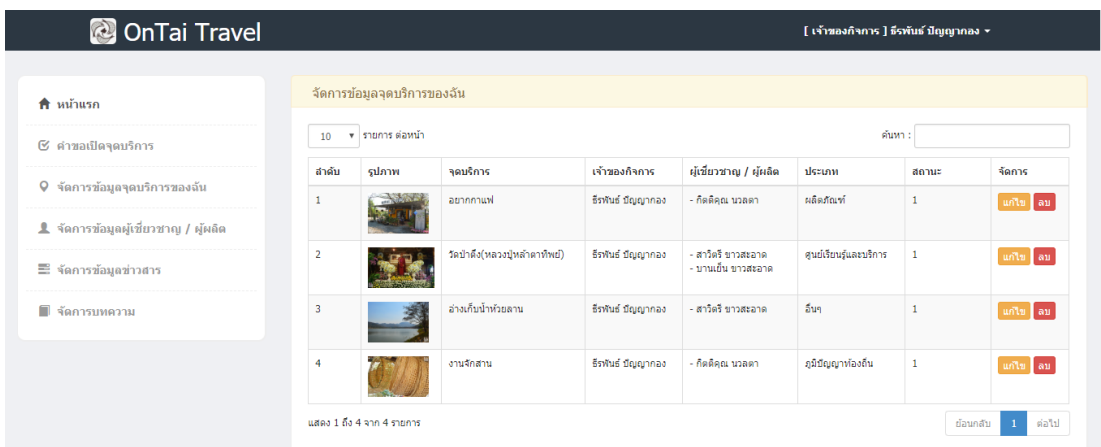 OnTai Travel
[ เจ้าของกิจการ ] ธีรพันธ์ ปัญญากอง
หน้าแรก
คำขอเปิดจุดบริการ
จัดการข้อมูลจุดบริการของฉัน
จัดการข้อมูลผู้เชี่ยวชาญ / ผู้ผลิต
จัดการข้อมูลข่าวสาร
จัดการบทความ
จัดการข้อมูลจุดบริการของฉัน
10 รายการ ต่อหน้า ค้นหา :
ลำดับ รูปภาพ จุดบริการ เจ้าของกิจการ ผู้เชี่ยวชาญ / ผู้ผลิต ประเภท สถานะ จัดการ
1 อยากกาแฟ ธีรพันธ์ ปัญญากอง - กิตติคุณ นวลตา ผลิตภัณฑ์ 1 แก้ไข ลบ
2 วัดป่าตึง(หลวงปู่หล้าตาทิพย์) ธีรพันธ์ ปัญญากอง - สาวิตรี ขาวสะอาด ศูนย์เรียนรู้และบริการ 1 แก้ไข ลบ
- บานเย็น ขาวสะอาด
3 อ่างเก็บน้ำห้วยลาน ธีรพันธ์ ปัญญากอง - สาวิตรี ขาวสะอาด อื่นๆ 1 แก้ไข ลบ
4 งานจักสาน ธีรพันธ์ ปัญญากอง - กิตติคุณ นวลตา ภูมิปัญญาท้องถิ่น 1 แก้ไข ลบ
แสดง 1 ถึง 4 จาก 4 รายการ ย้อนกลับ 1 ต่อไป